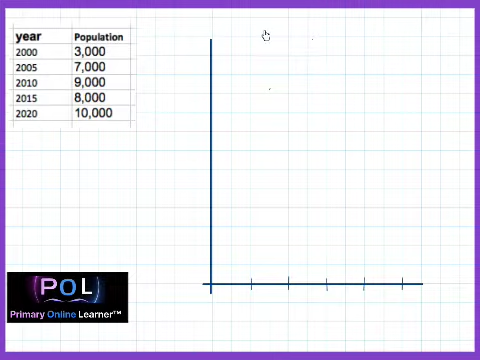 year Population
2000 3,000
2005 7,000
2010 9,000
2015 8,000
2020 10,000
POL
Primary Online Learner™